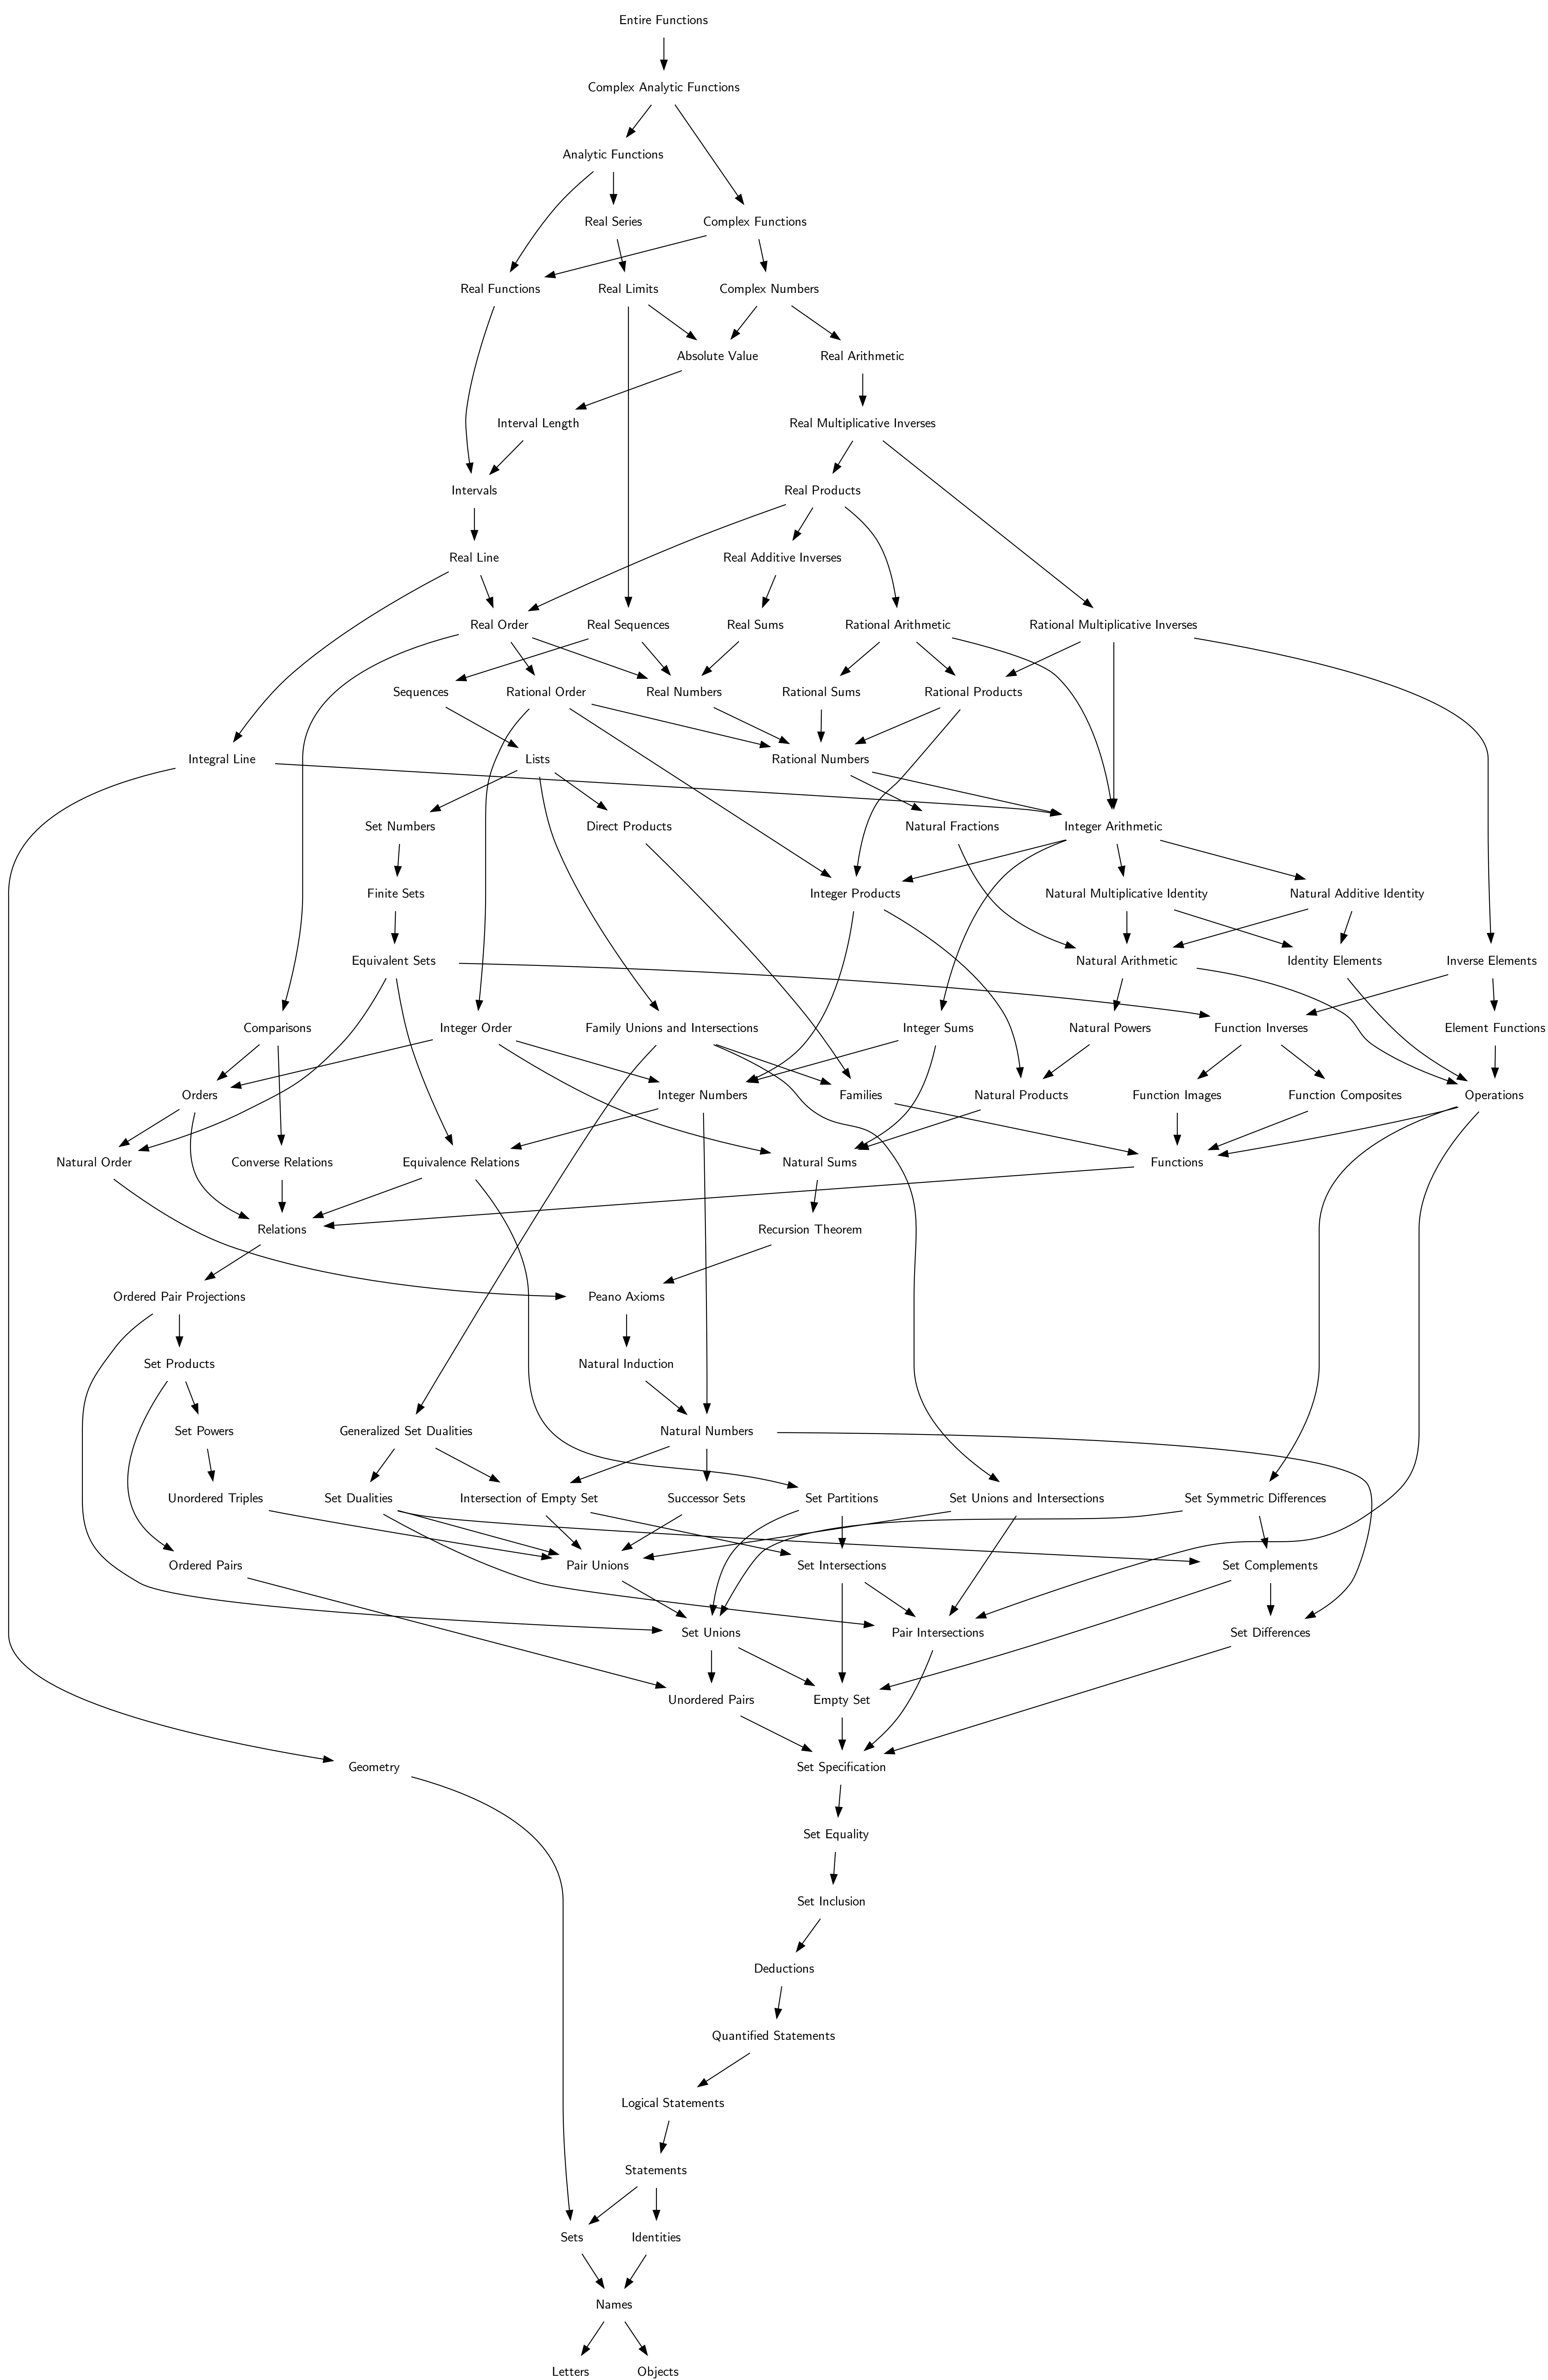 Entire Functions
Complex Analytic Functions
Analytic Functions
Real Series
Complex Functions
Real Functions
Real Limits
Complex Numbers
Absolute Value
Real Arithmetic
Interval Length
Real Multiplicative Inverses
Intervals
Real Products
Real Line
Real Additive Inverses
Real Order
Real Sequences
Real Sums
Rational Arithmetic
Rational Multiplicative Inverses
Sequences
Rational Order
Real Numbers
Rational Sums
Rational Products
Integral Line
Lists
Rational Numbers
Set Numbers
Direct Products
Natural Fractions
Integer Arithmetic
Finite Sets
Integer Products
Natural Multiplicative Identity
Natural Additive Identity
Equivalent Sets
Natural Arithmetic
Identity Elements
Inverse Elements
Comparisons
Integer Order
Family Unions and Intersections
Integer Sums
Natural Powers
Function Inverses
Element Functions
Orders
Integer Numbers
Families
Natural Products
Function Images
Function Composites
Operations
Natural Order
Converse Relations
Equivalence Relations
Natural Sums
Functions
Relations
Recursion Theorem
Ordered Pair Projections
Peano Axioms
Set Products
Natural Induction
Set Powers
Generalized Set Dualities
Natural Numbers
Unordered Triples
Set Dualities
Intersection of Empty Set
Successor Sets
Set Partitions
Set Unions and Intersections
Set Symmetric Differences
Ordered Pairs
Pair Unions
Set Intersections
Set Complements
Set Unions
Pair Intersections
Set Differences
Unordered Pairs
Empty Set
Geometry
Set Specification
Set Equality
Set Inclusion
Deductions
Quantified Statements
Logical Statements
Statements
Sets
Identities
Names
Letters
Objects